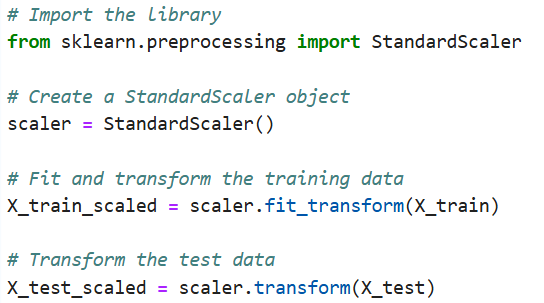 # Import the library
from sklearn.preprocessing import StandardScaler
# Create a StandardScaler object
scaler = StandardScaler()
# Fit and transform the training data
X_train_scaled = scaler.fit_transform(X_train)
# Transform the test data
X_test_scaled = scaler.transform(X_test)